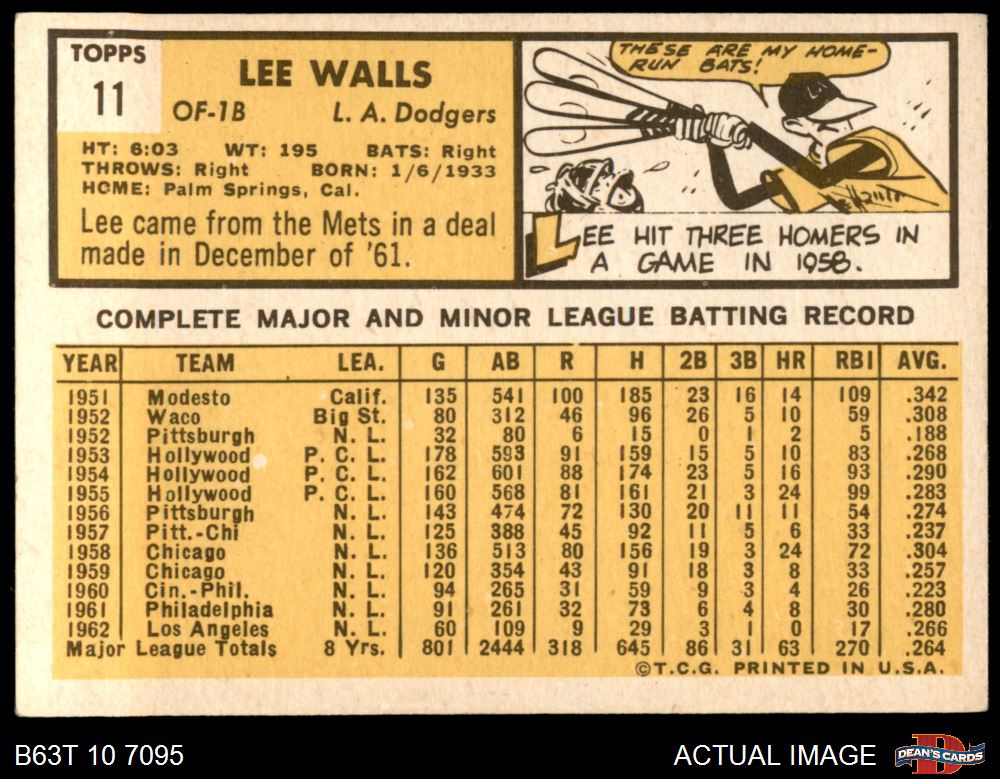 TOPPS
11
LEE WALLS
OF-1B L. A. Dodgers
HT: 6:03 WT: 195 BATS: Right
THROWS: Right BORN: 1/6/1933
HOME: Palm Springs, Cal.
Lee came from the Mets in a deal
made in December of '61.
THESE ARE MY HOME-
RUN BATS!
LEE HIT THREE HOMERS IN
A GAME IN 1958.
COMPLETE MAJOR AND MINOR LEAGUE BATTING RECORD
YEAR TEAM LEA. G AB R H 2B 3B HR RBI AVG.
1951 Modesto Calif. 135 541 100 185 23 16 14 109 .342
1952 Waco Big St. 80 312 46 96 26 5 10 59 .308
1952 Pittsburgh N. L. 32 80 6 15 0 1 2 5 .188
1953 Hollywood P. C. L. 178 593 91 159 15 5 10 83 .268
1954 Hollywood P. C. L. 162 601 88 174 23 5 16 93 .290
1955 Hollywood P. C. L. 160 568 81 161 21 3 24 99 .283
1956 Pittsburgh N. L. 143 474 72 130 20 11 11 54 .274
1957 Pitt.-Chi N. L. 125 388 45 92 11 5 6 33 .237
1958 Chicago N. L. 136 513 80 156 19 3 24 72 .304
1959 Chicago N. L. 120 354 43 91 18 3 8 33 .257
1960 Cin.-Phil. N. L. 94 265 31 59 9 3 4 26 .223
1961 Philadelphia N. L. 91 261 32 73 6 4 8 30 .280
1962 Los Angeles N. L. 60 109 9 29 3 1 0 17 .266
Major League Totals 8 Yrs. 801 2444 318 645 86 31 63 270 .264
©T.C.G. PRINTED IN U.S.A.
B63T 10 7095 ACTUAL IMAGE DEAN'S CARDS